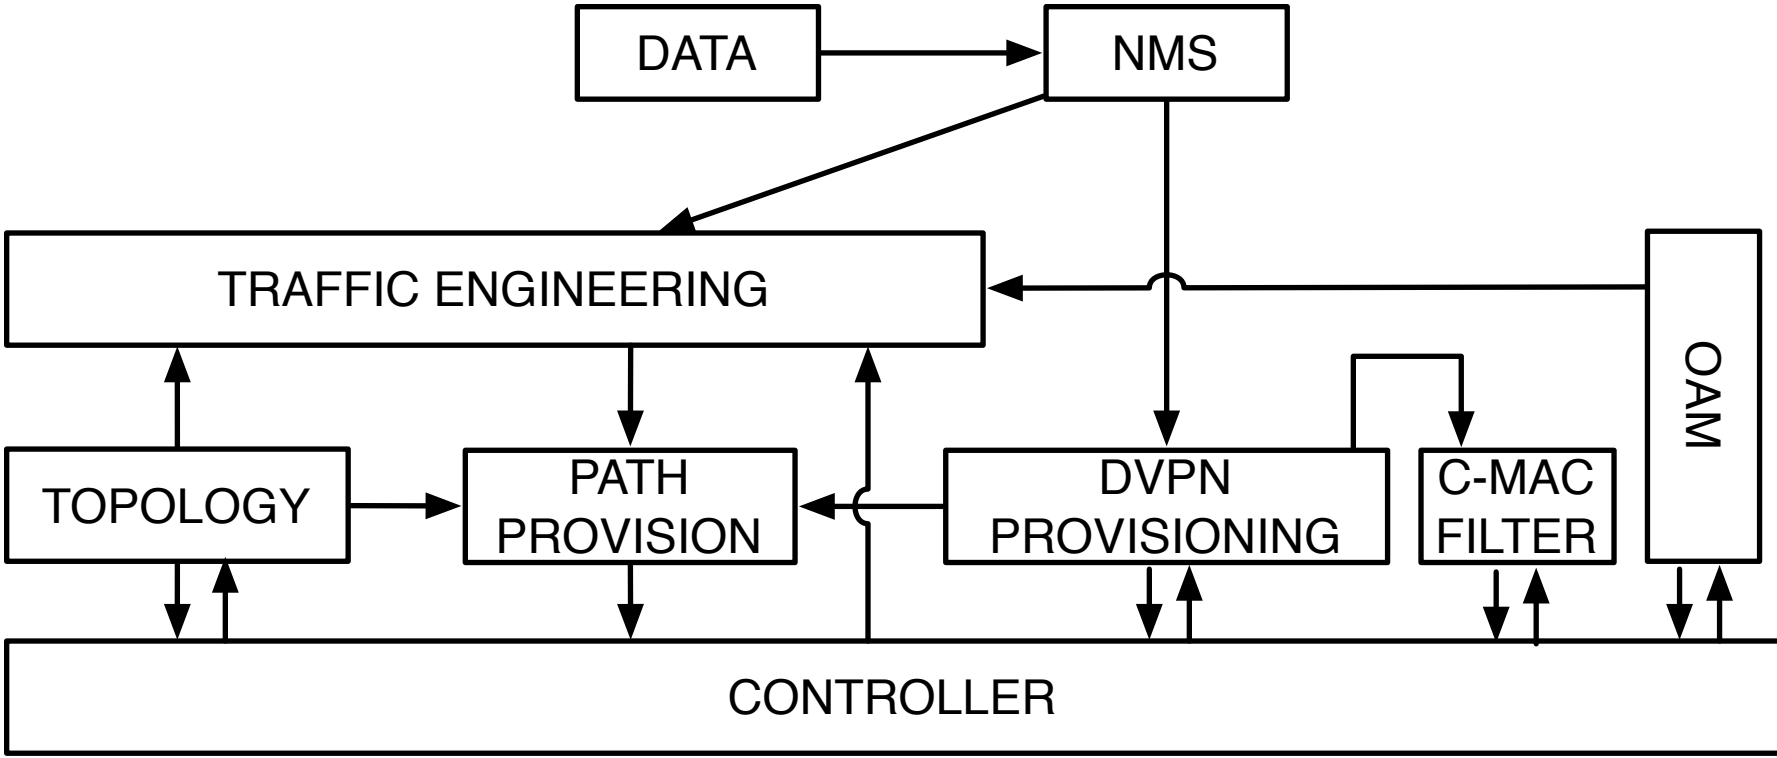 DATA
NMS
TRAFFIC ENGINEERING
OAM
TOPOLOGY
PATH
PROVISION
DVPN
PROVISIONING
C-MAC
FILTER
CONTROLLER